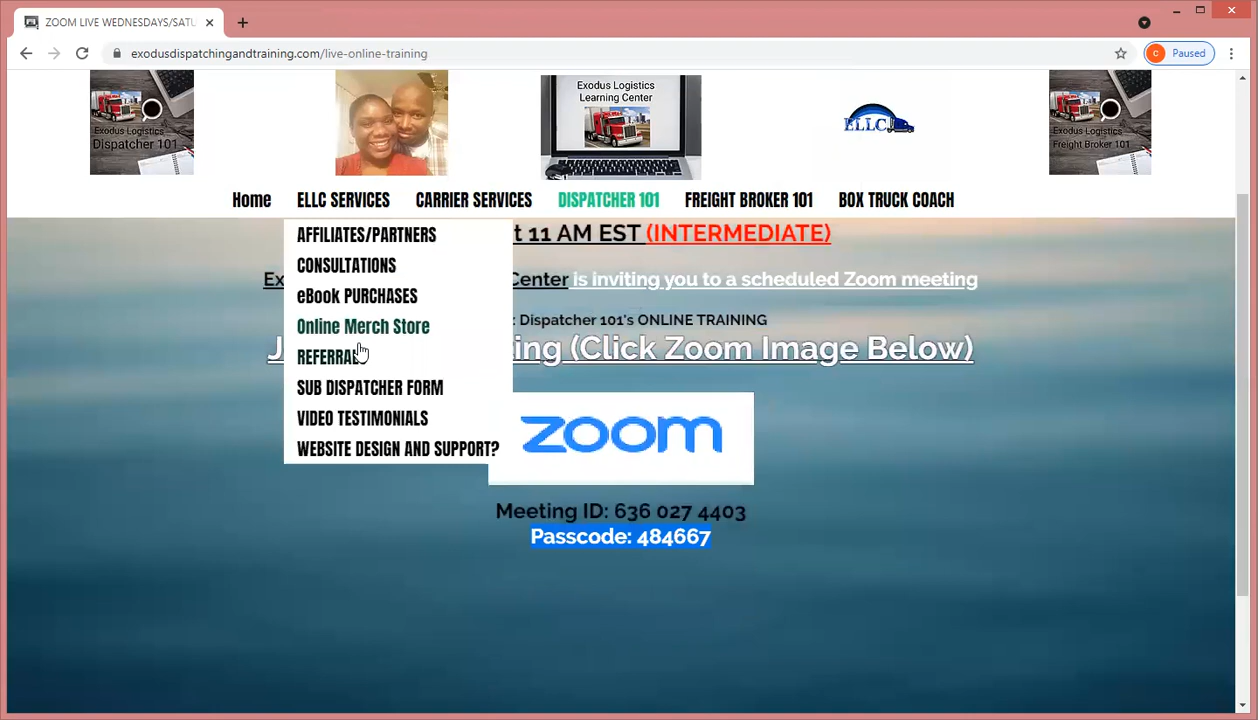 ZOOM LIVE WEDNESDAYS/SATU
exodusdispatchingandtraining.com/live-online-training
C Paused
Exodus Logistics
Dispatcher 101
Exodus Logistics
Learning Center
ELLC
Exodus Logistics
Freight Broker 101
Home ELLC SERVICES CARRIER SERVICES DISPATCHER 101 FREIGHT BROKER 101 BOX TRUCK COACH
AFFILIATES/PARTNERS
CONSULTATIONS
eBook PURCHASES
Online Merch Store
SUB DISPATCHER FORM
VIDEO TESTIMONIALS
WEBSITE DESIGN AND SUPPORT?
t 11 AM EST (INTERMEDIATE)
Ex Center is inviting you to a scheduled Zoom meeting
: Dispatcher 101's ONLINE TRAINING
J ing (Click Zoom Image Below)
zoom
Meeting ID: 636 027 4403
Passcode: 484667